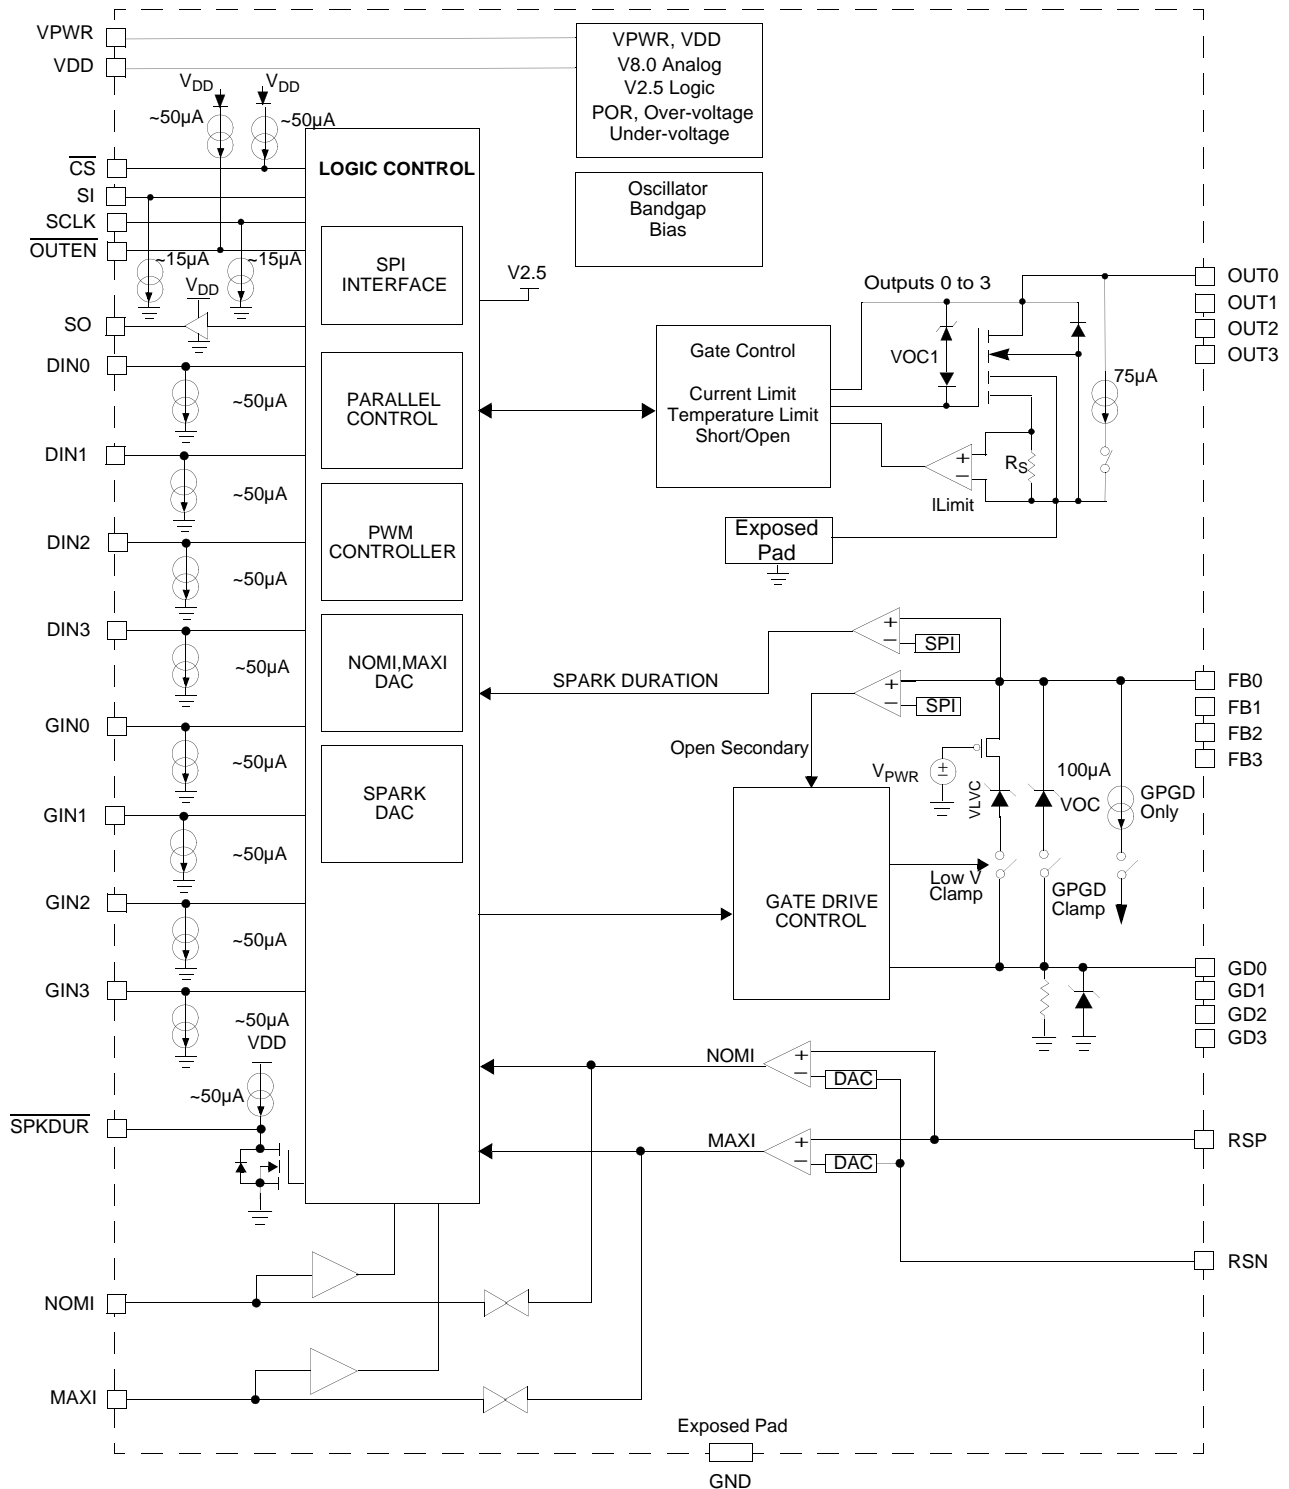 VPWR
VDD
VPWR, VDD
V8.0 Analog
V2.5 Logic
POR, Over-voltage
Under-voltage
VDD
VDD
~50µA
~50µA
CS
SI
SCLK
OUTEN
~15µA
~15µA
VDD
SO
LOGIC CONTROL
SPI
INTERFACE
V2.5
Oscillator
Bandgap
Bias
Outputs 0 to 3
OUT0
OUT1
OUT2
OUT3
Gate Control
Current Limit
Temperature Limit
Short/Open
VOC1
75µA
+
−
RS
ILimit
Exposed
Pad
DIN0
~50µA
PARALLEL
CONTROL
DIN1
~50µA
DIN2
~50µA
PWM
CONTROLLER
DIN3
~50µA
NOMI,MAXI
DAC
SPARK DURATION
+
−
SPI
+
−
SPI
FB0
FB1
FB2
FB3
Open Secondary
VPWR
±
VLVC
100µA
VOC
GPGD
Only
GIN0
~50µA
SPARK
DAC
GIN1
~50µA
GATE DRIVE
CONTROL
Low V
Clamp
GPGD
Clamp
GIN2
~50µA
GIN3
~50µA
GD0
GD1
GD2
GD3
VDD
~50µA
SPKDUR
NOMI
+
−
DAC
MAXI
+
−
DAC
RSP
RSN
NOMI
MAXI
Exposed Pad
GND